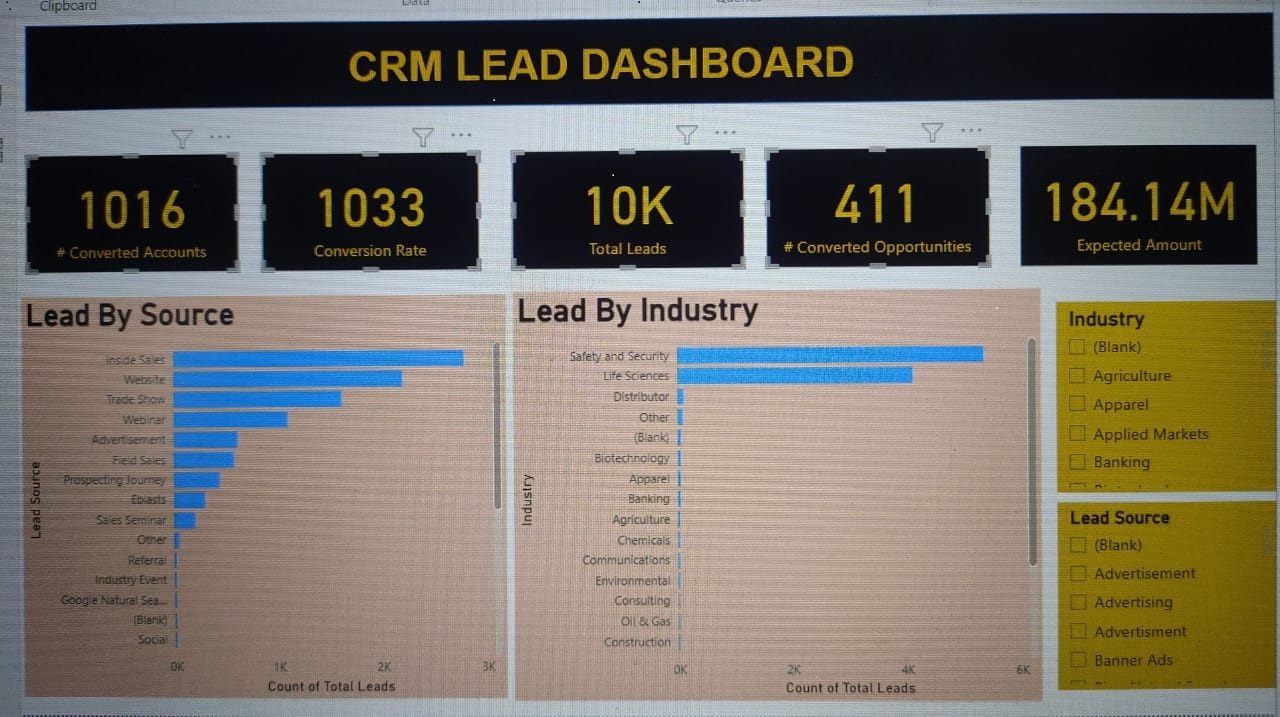 Clipboard
Data
CRM LEAD DASHBOARD
1016
# Converted Accounts
1033
Conversion Rate
10K
Total Leads
411
# Converted Opportunities
184.14M
Expected Amount
Lead By Source
Lead Source
Inside Sales
Website
Trade Show
Webinar
Advertisement
Field Sales
Prospecting Journey
Eblasts
Sales Seminar
Other
Referral
Industry Event
Google Natural Sea...
(Blank)
Social
0K 1K 2K 3K
Count of Total Leads
Lead By Industry
Industry
Safety and Security
Life Sciences
Distributor
Other
(Blank)
Biotechnology
Apparel
Banking
Agriculture
Chemicals
Communications
Environmental
Consulting
Oil & Gas
Construction
0K 2K 4K 6K
Count of Total Leads
Industry
(Blank)
Agriculture
Apparel
Applied Markets
Banking
Lead Source
(Blank)
Advertisement
Advertising
Advertisment
Banner Ads